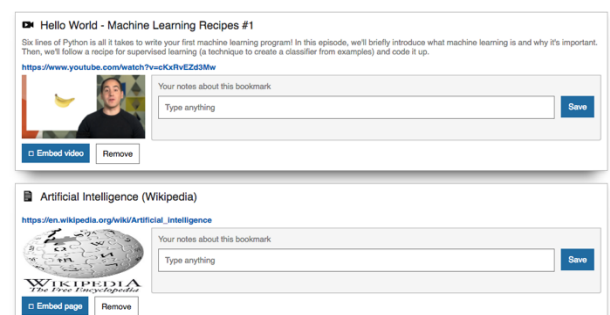 Hello World - Machine Learning Recipes #1
Six lines of Python is all it takes to write your first machine learning program! In this episode, we'll briefly introduce what machine learning is and why it's important.
Then, we'll follow a recipe for supervised learning (a technique to create a classifier from examples) and code it up.
https://www.youtube.com/watch?v=cKxRvEZd3Mw
Your notes about this bookmark
Type anything
Save
Embed video
Remove
Artificial Intelligence (Wikipedia)
https://en.wikipedia.org/wiki/Artificial_intelligence
Your notes about this bookmark
Type anything
Save
WIKIPEDIA
The Free Encyclopedia
Embed page
Remove